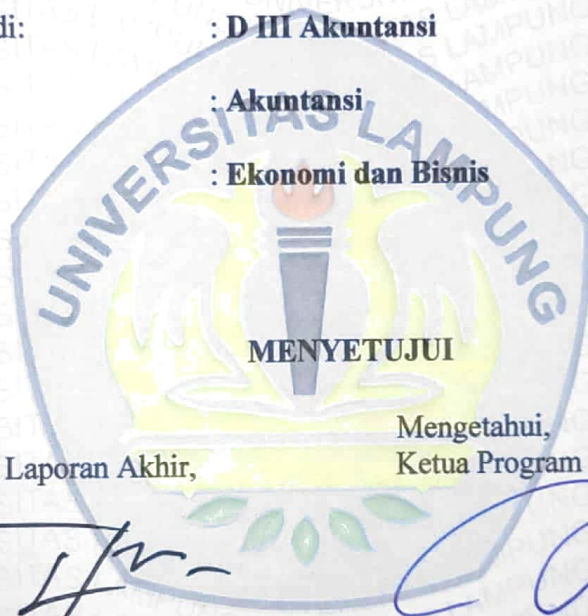 di: : D III Akuntansi
: Akuntansi
: Ekonomi dan Bisnis
UNIVERSITAS LAMPUNG
MENYETUJUI
Mengetahui,
Laporan Akhir, Ketua Program